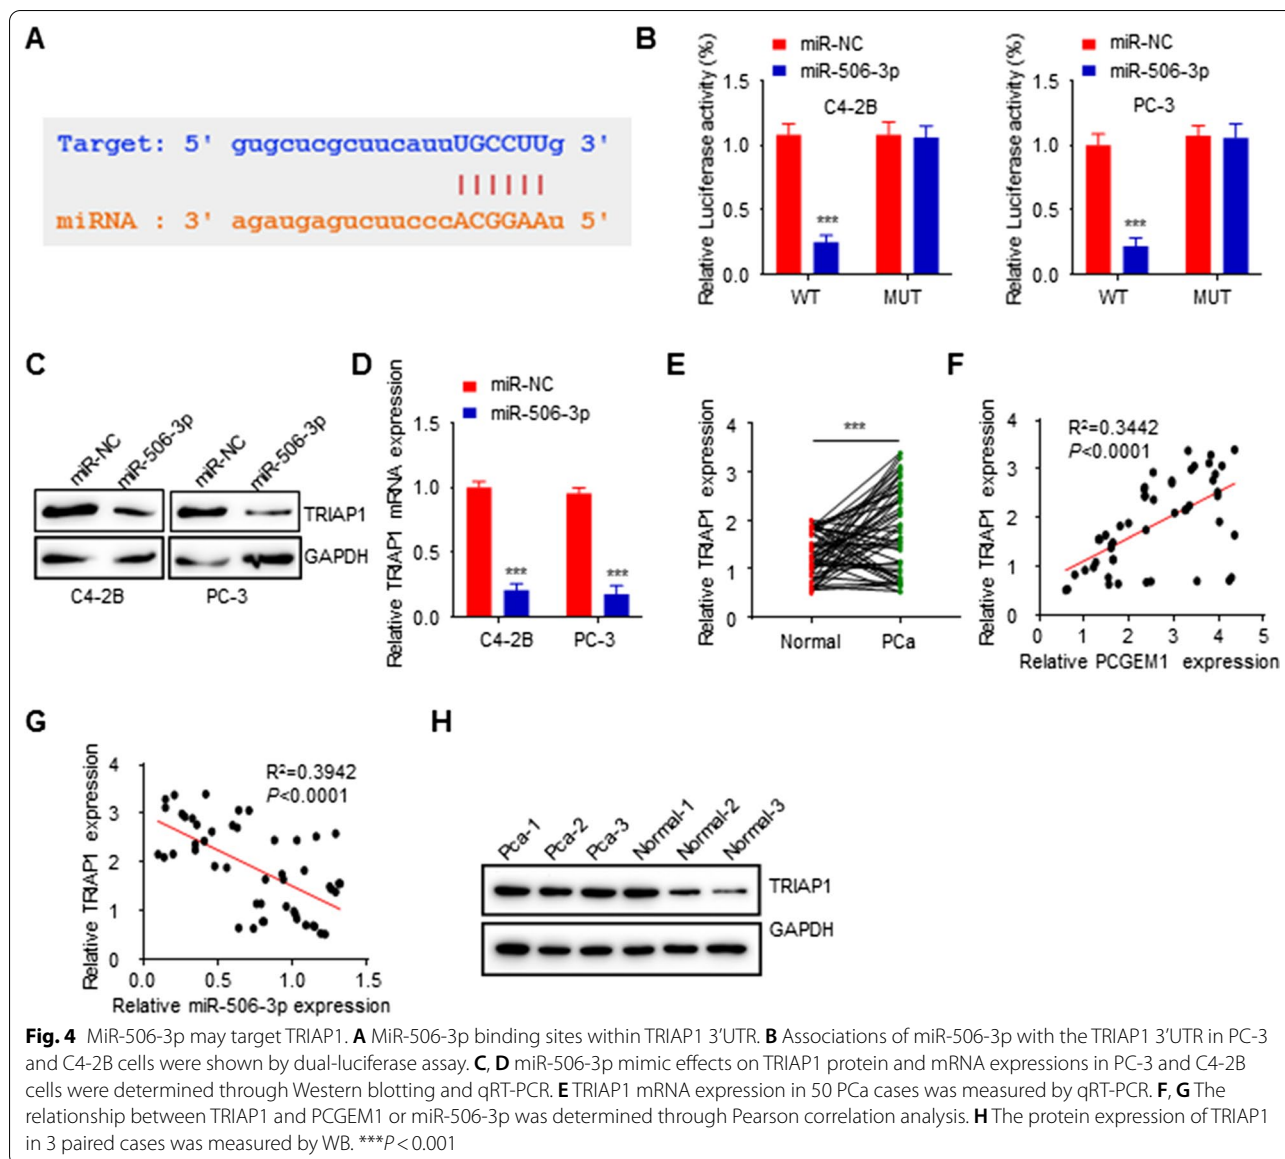 A
Target: 5' gugcucgcuucauuUGCCUUg 3'
miRNA : 3' agaugagucuucccACGGAAu 5'
B
miR-NC
miR-506-3p
Relative Luciferase activity (%)
1.5
1.0
0.5
0.0
C4-2B
***
WT
MUT
miR-NC
miR-506-3p
Relative Luciferase activity (%)
1.5
1.0
0.5
0.0
PC-3
***
WT
MUT
C
miR-NC
miR-506-3p
miR-NC
miR-506-3p
TRIAP1
GAPDH
C4-2B
PC-3
D
miR-NC
miR-506-3p
Relative TRIAP1 mRNA expression
1.5
1.0
0.5
0.0
***
***
C4-2B
PC-3
E
Relative TRIAP1 expression
4
3
2
1
0
***
Normal
PCa
F
Relative TRIAP1 expression
4
3
2
1
0
R²=0.3442
P<0.0001
0 1 2 3 4 5
Relative PCGEM1 expression
G
Relative TRIAP1 expression
4
3
2
1
0
R²=0.3942
P<0.0001
0.0 0.5 1.0 1.5
Relative miR-506-3p expression
H
Pca-1
Pca-2
Pca-3
Normal-1
Normal-2
Normal-3
TRIAP1
GAPDH
Fig. 4 MiR-506-3p may target TRIAP1. A MiR-506-3p binding sites within TRIAP1 3′UTR. B Associations of miR-506-3p with the TRIAP1 3′UTR in PC-3
and C4-2B cells were shown by dual-luciferase assay. C, D miR-506-3p mimic effects on TRIAP1 protein and mRNA expressions in PC-3 and C4-2B
cells were determined through Western blotting and qRT-PCR. E TRIAP1 mRNA expression in 50 PCa cases was measured by qRT-PCR. F, G The
relationship between TRIAP1 and PCGEM1 or miR-506-3p was determined through Pearson correlation analysis. H The protein expression of TRIAP1
in 3 paired cases was measured by WB. ***P < 0.001